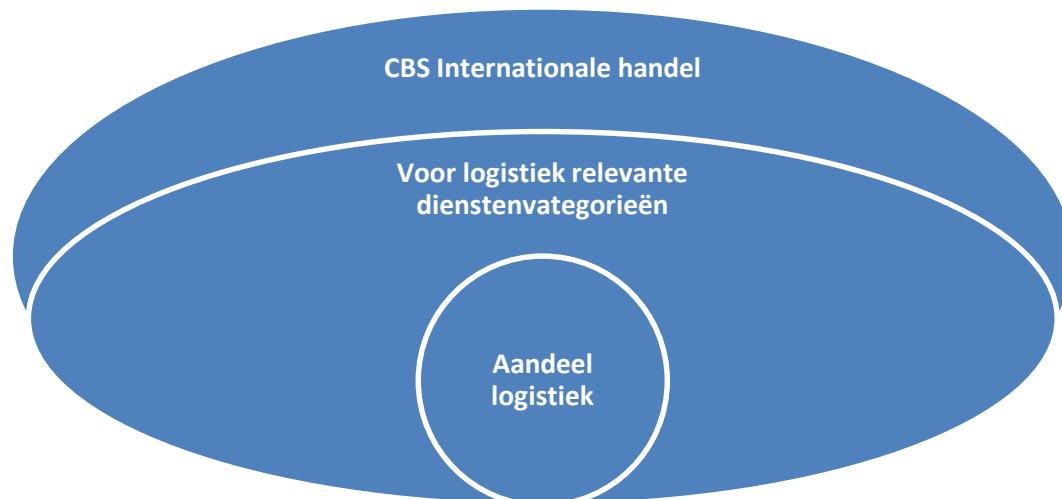 CBS Internationale handel
Voor logistiek relevante
dienstenvategorieën
Aandeel
logistiek